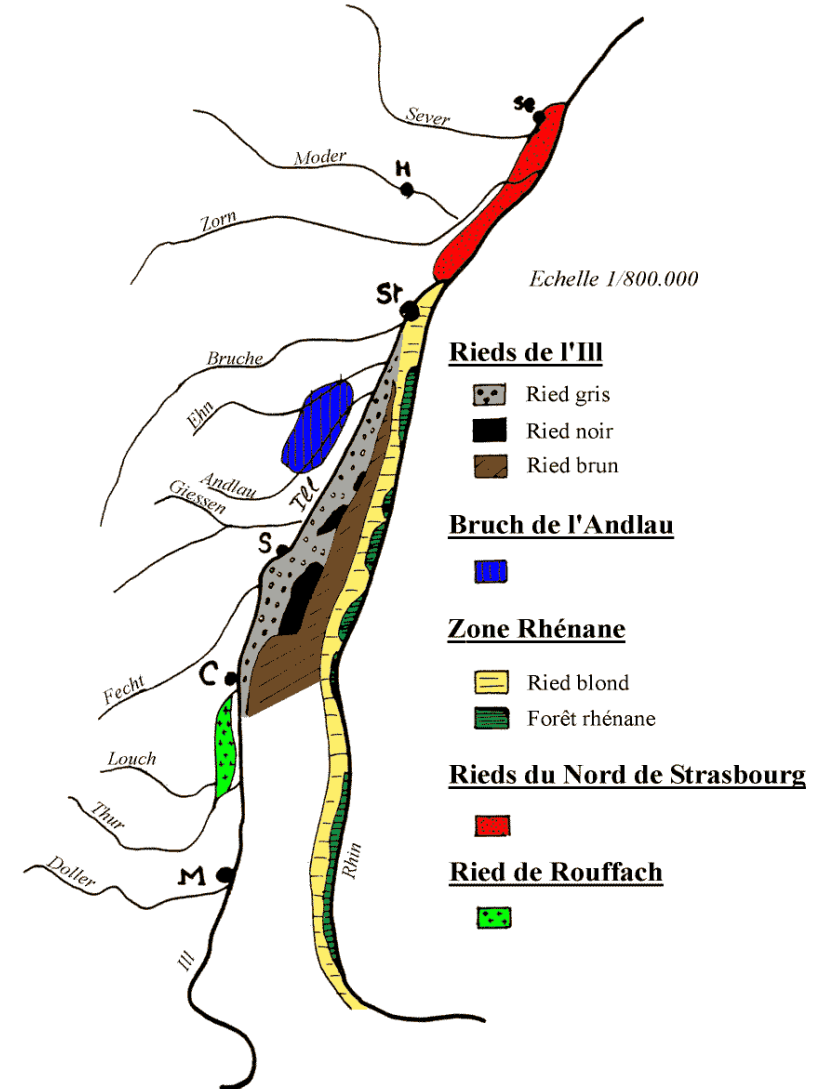 Sever
se
Moder
H
Zorn
Echelle 1/800.000
St
Bruche
Ehn
Andlau
Giessen
Ill
S
Fecht
C
Louch
Thur
Doller
M
Ill
Rhin
Rieds de l'Ill
Ried gris
Ried noir
Ried brun
Bruch de l'Andlau
Zone Rhénane
Ried blond
Forêt rhénane
Rieds du Nord de Strasbourg
Ried de Rouffach